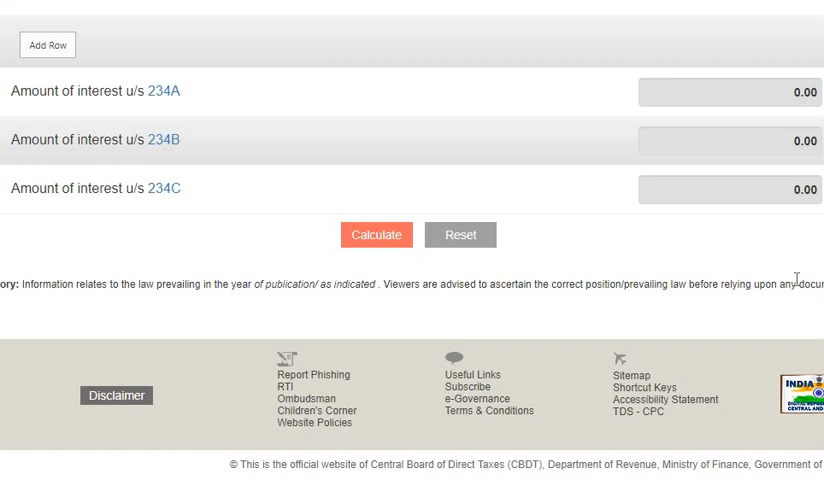 Add Row
Amount of interest u/s 234A
0.00
Amount of interest u/s 234B
0.00
Amount of interest u/s 234C
0.00
Calculate Reset
ory: Information relates to the law prevailing in the year of publication/ as indicated . Viewers are advised to ascertain the correct position/prevailing law before relying upon any docum
Disclaimer
Report Phishing
RTI
Ombudsman
Children's Corner
Website Policies
Useful Links
Subscribe
e-Governance
Terms & Conditions
Sitemap
Shortcut Keys
Accessibility Statement
TDS - CPC
INDIA
© This is the official website of Central Board of Direct Taxes (CBDT), Department of Revenue, Ministry of Finance, Government of